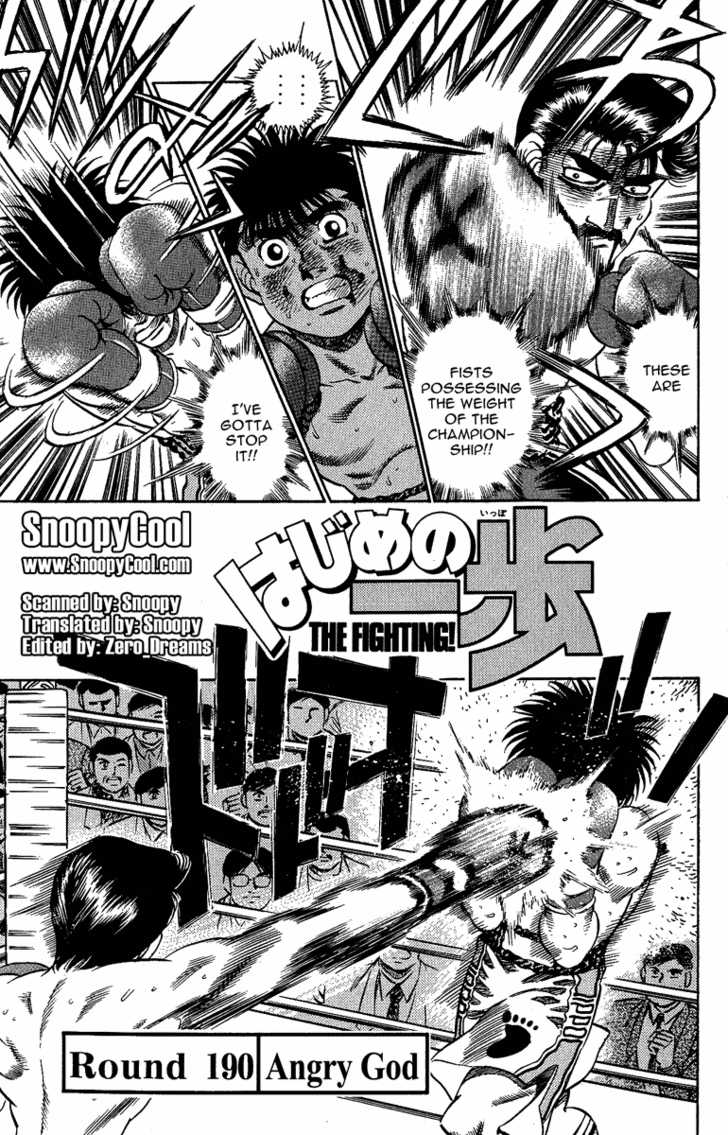 THESE
ARE
FISTS
POSSESSING
THE WEIGHT
OF THE
CHAMPION-
SHIP!!
I'VE
GOTTA
STOP
IT!!
SnoopyCool
www.SnoopyCool.com
Scanned by: Snoopy
Translated by: Snoopy
Edited by: Zero_Dreams
いっぽ
はじめの一歩
THE FIGHTING!
IPPO
Round 190
Angry God